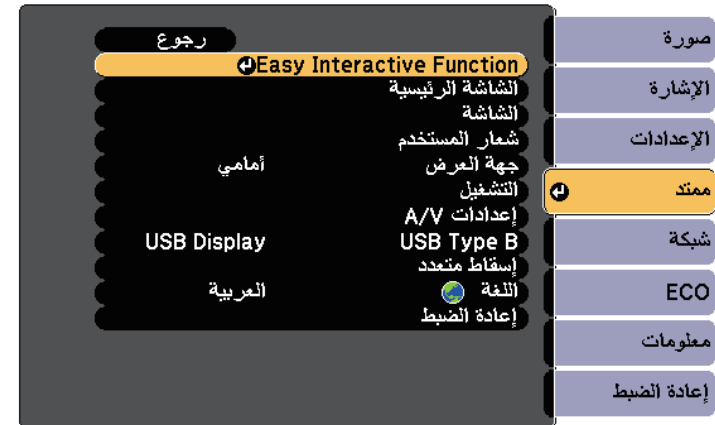 رجوع
Easy Interactive Function
الشاشة الرئيسية
الشاشة
شعار المستخدم
جهة العرض أمامي
التشغيل
إعدادات A/V
USB Type B USB Display
إسقاط متعدد
اللغة العربية
إعادة الضبط
صورة
الإشارة
الإعدادات
ممتد
شبكة
ECO
معلومات
إعادة الضبط